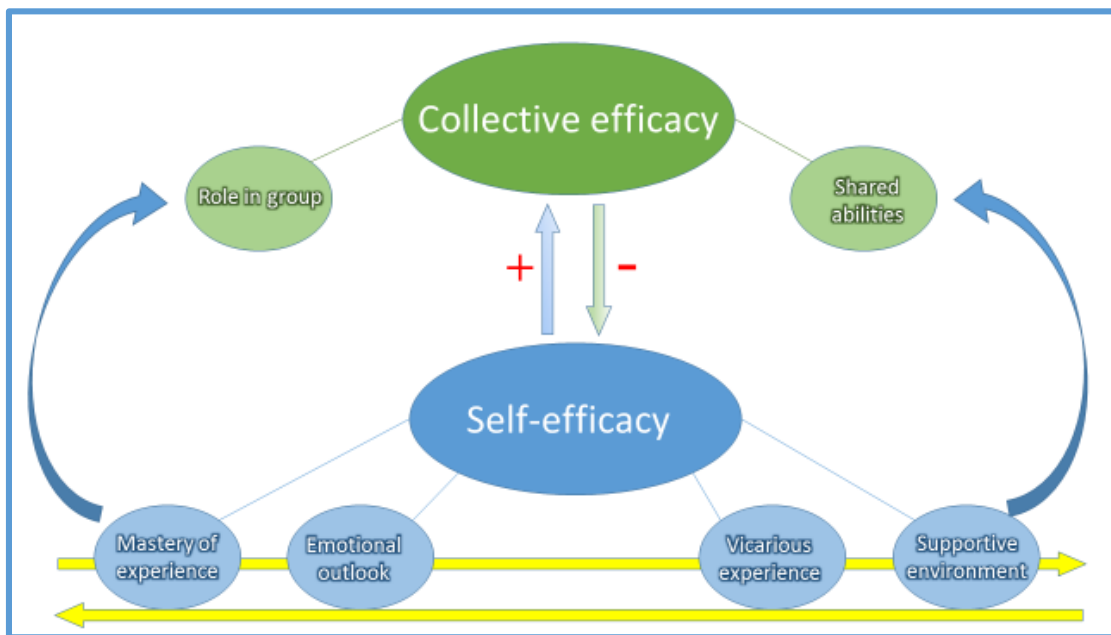 Collective efficacy
Role in group
Shared
abilities
+
-
Self-efficacy
Mastery of
experience
Emotional
outlook
Vicarious
experience
Supportive
environment